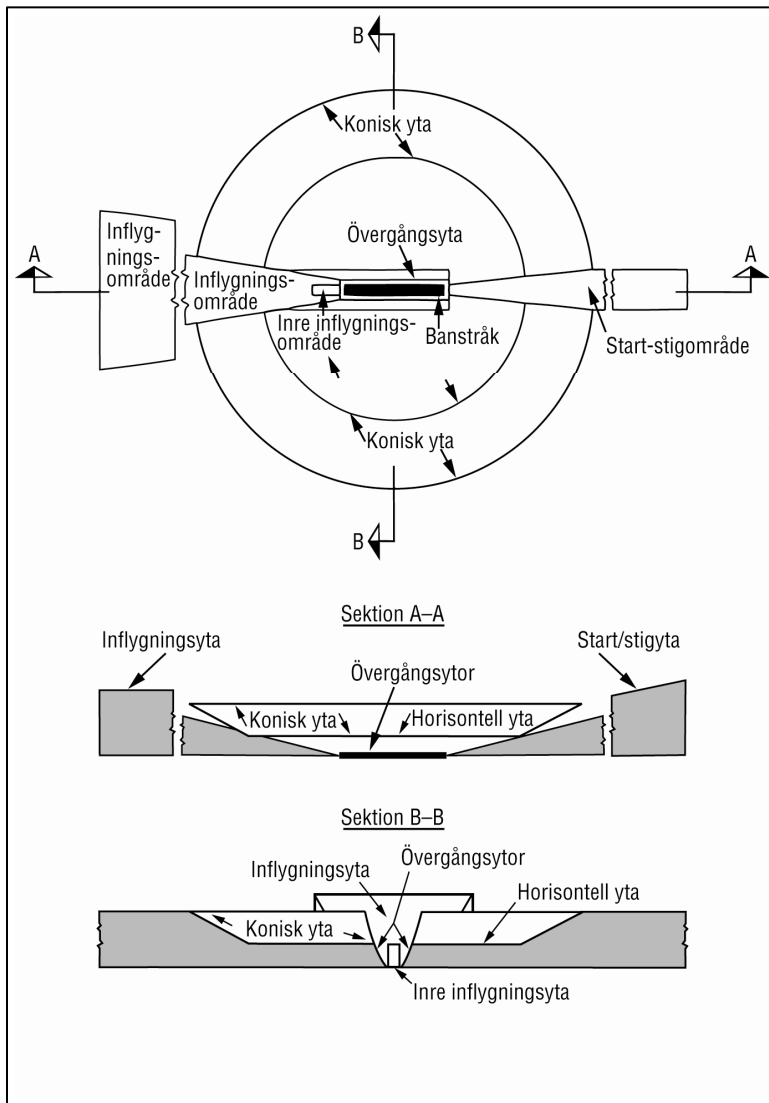 B
Konisk yta
Inflyg-
nings-
område
A
Inflygnings-
område
Övergångsyta
A
Inre inflygnings-
område
Banstråk
Start-stigområde
Konisk yta
B
Sektion A–A
Inflygningsyta
Start/stigyta
Övergångsytor
Konisk yta
Horisontell yta
Sektion B–B
Inflygningsyta
Övergångsytor
Horisontell yta
Konisk yta
Inre inflygningsyta